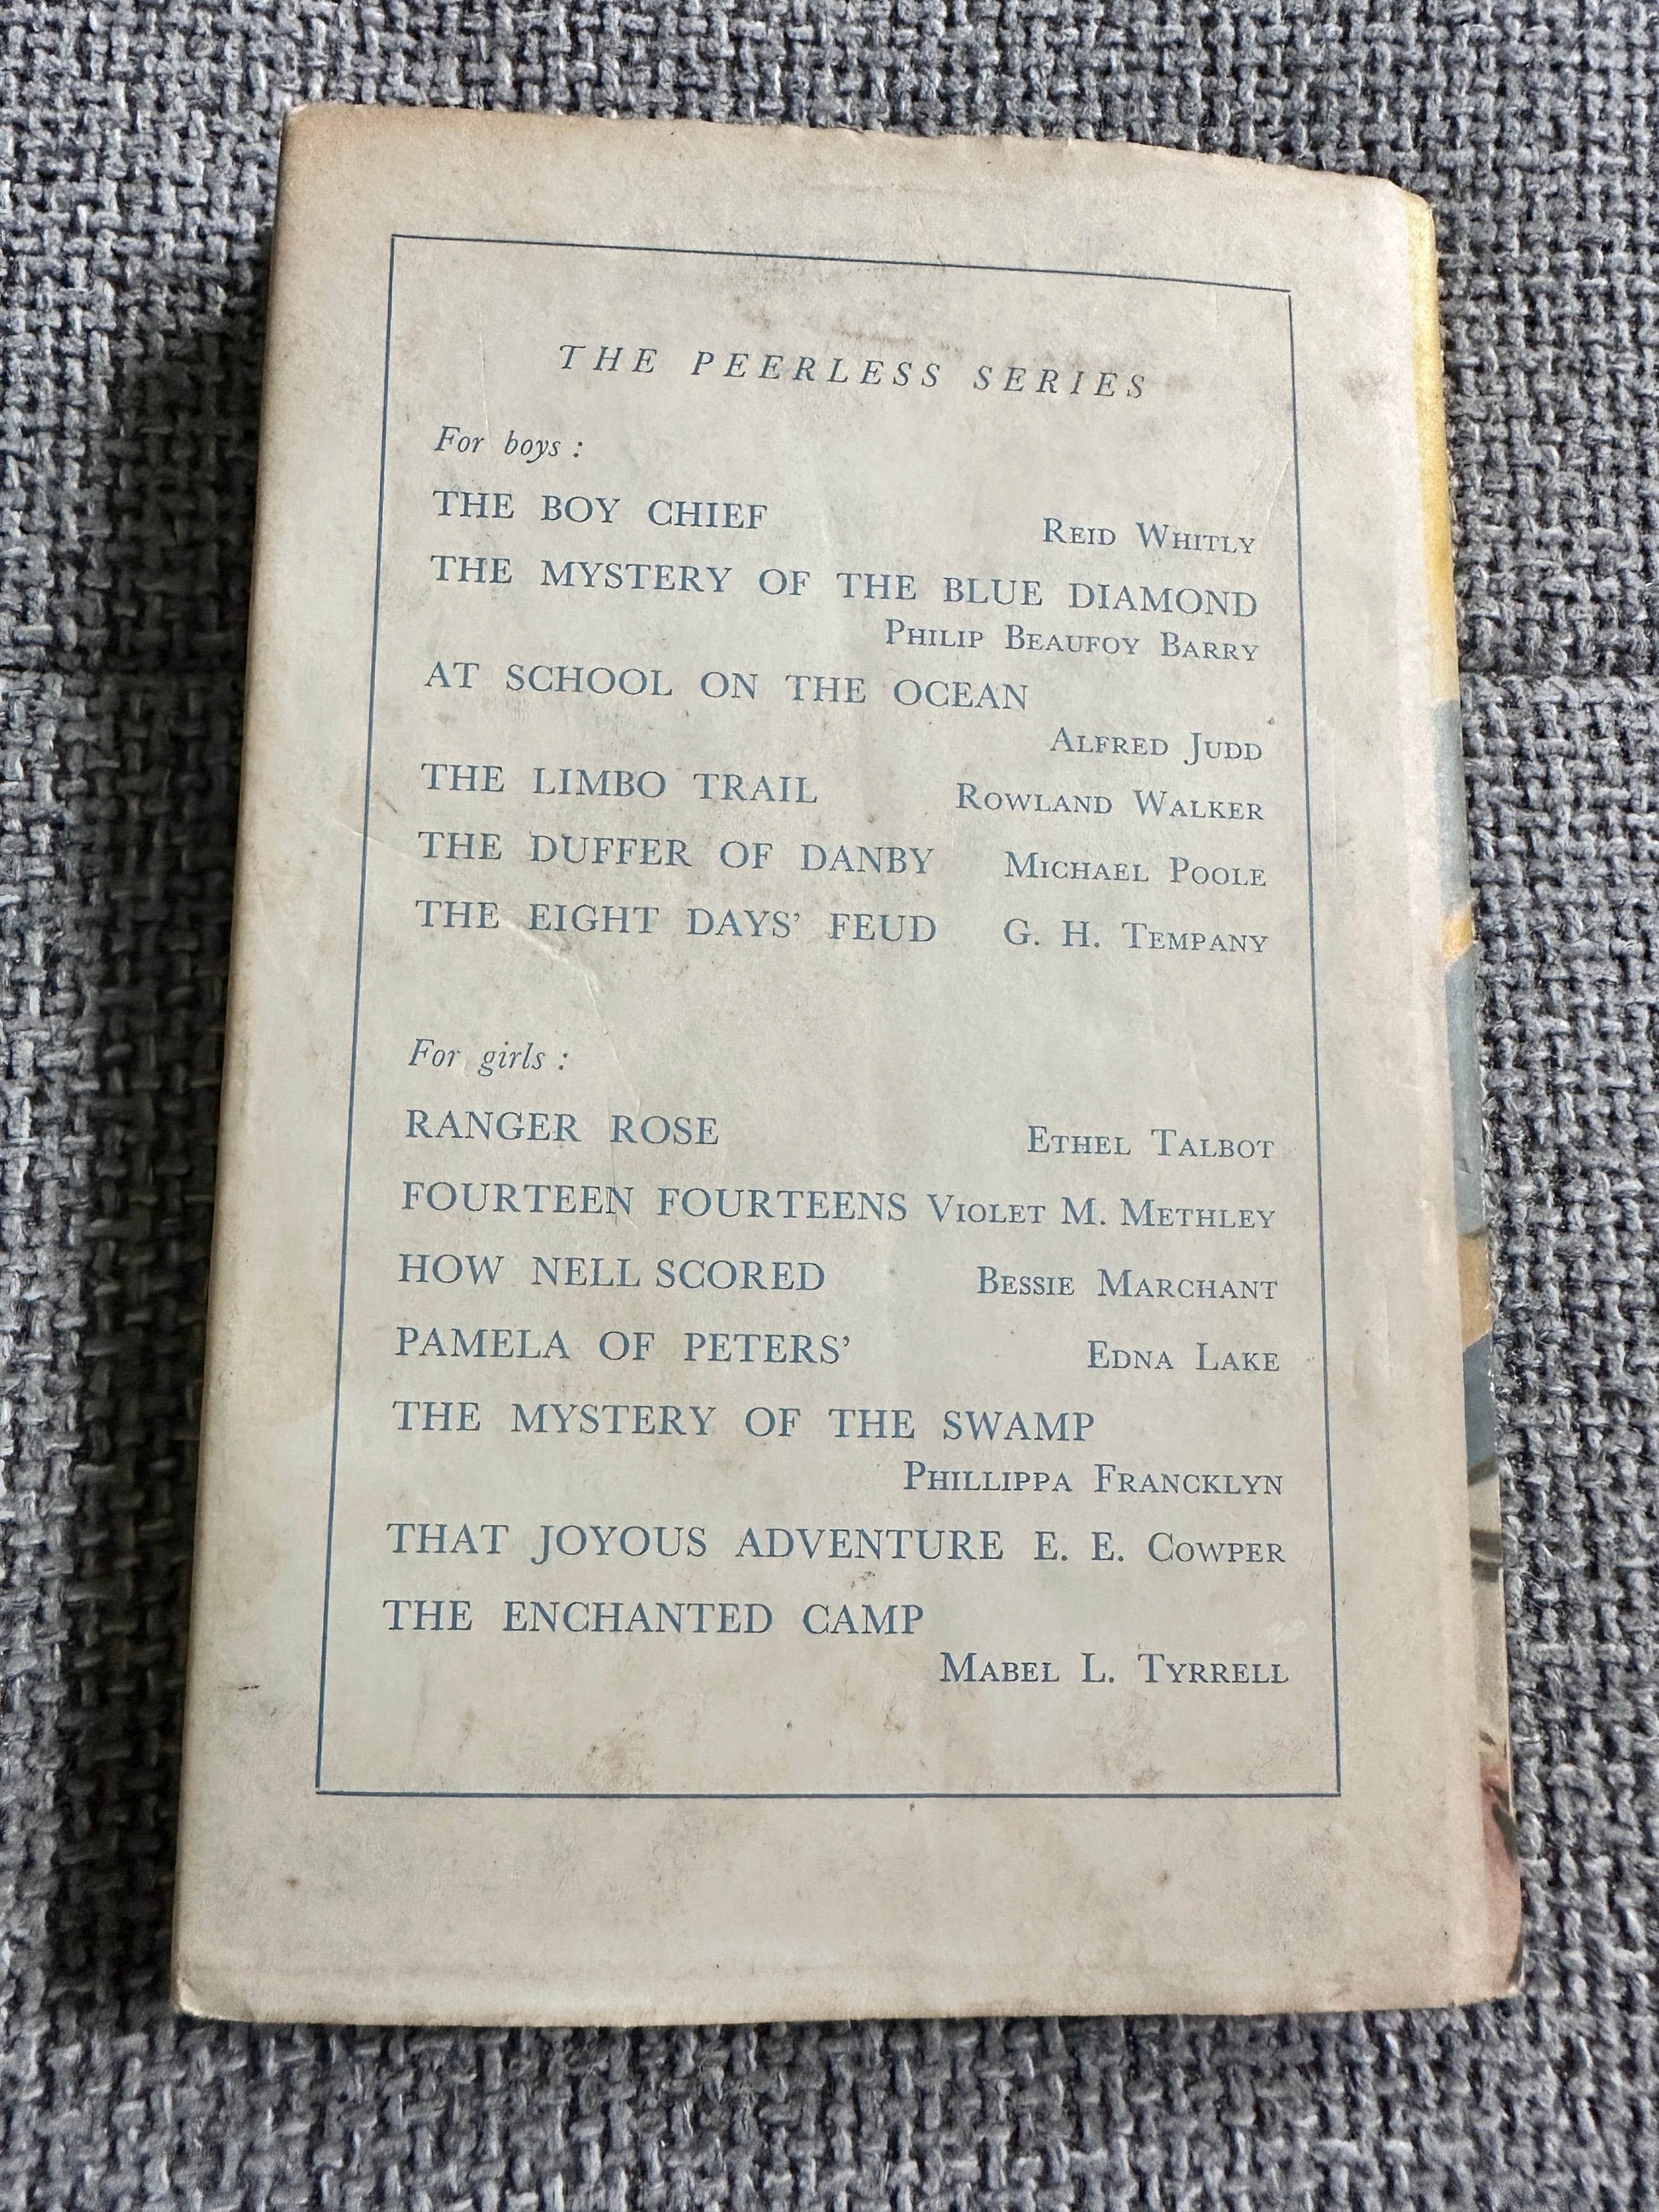 THE PEERLESS SERIES
For boys :
THE BOY CHIEF Reid Whitly
THE MYSTERY OF THE BLUE DIAMOND
Philip Beaufoy Barry
AT SCHOOL ON THE OCEAN
Alfred Judd
THE LIMBO TRAIL Rowland Walker
THE DUFFER OF DANBY Michael Poole
THE EIGHT DAYS' FEUD G. H. Tempany
For girls :
RANGER ROSE Ethel Talbot
FOURTEEN FOURTEENS Violet M. Methley
HOW NELL SCORED Bessie Marchant
PAMELA OF PETERS' Edna Lake
THE MYSTERY OF THE SWAMP
Phillippa Francklyn
THAT JOYOUS ADVENTURE E. E. Cowper
THE ENCHANTED CAMP
Mabel L. Tyrrell